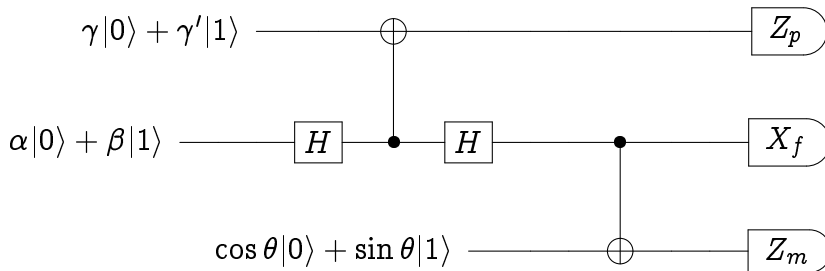 γ|0⟩ + γ′|1⟩ Z_p
α|0⟩ + β|1⟩ H H X_f
cos θ|0⟩ + sin θ|1⟩ Z_m